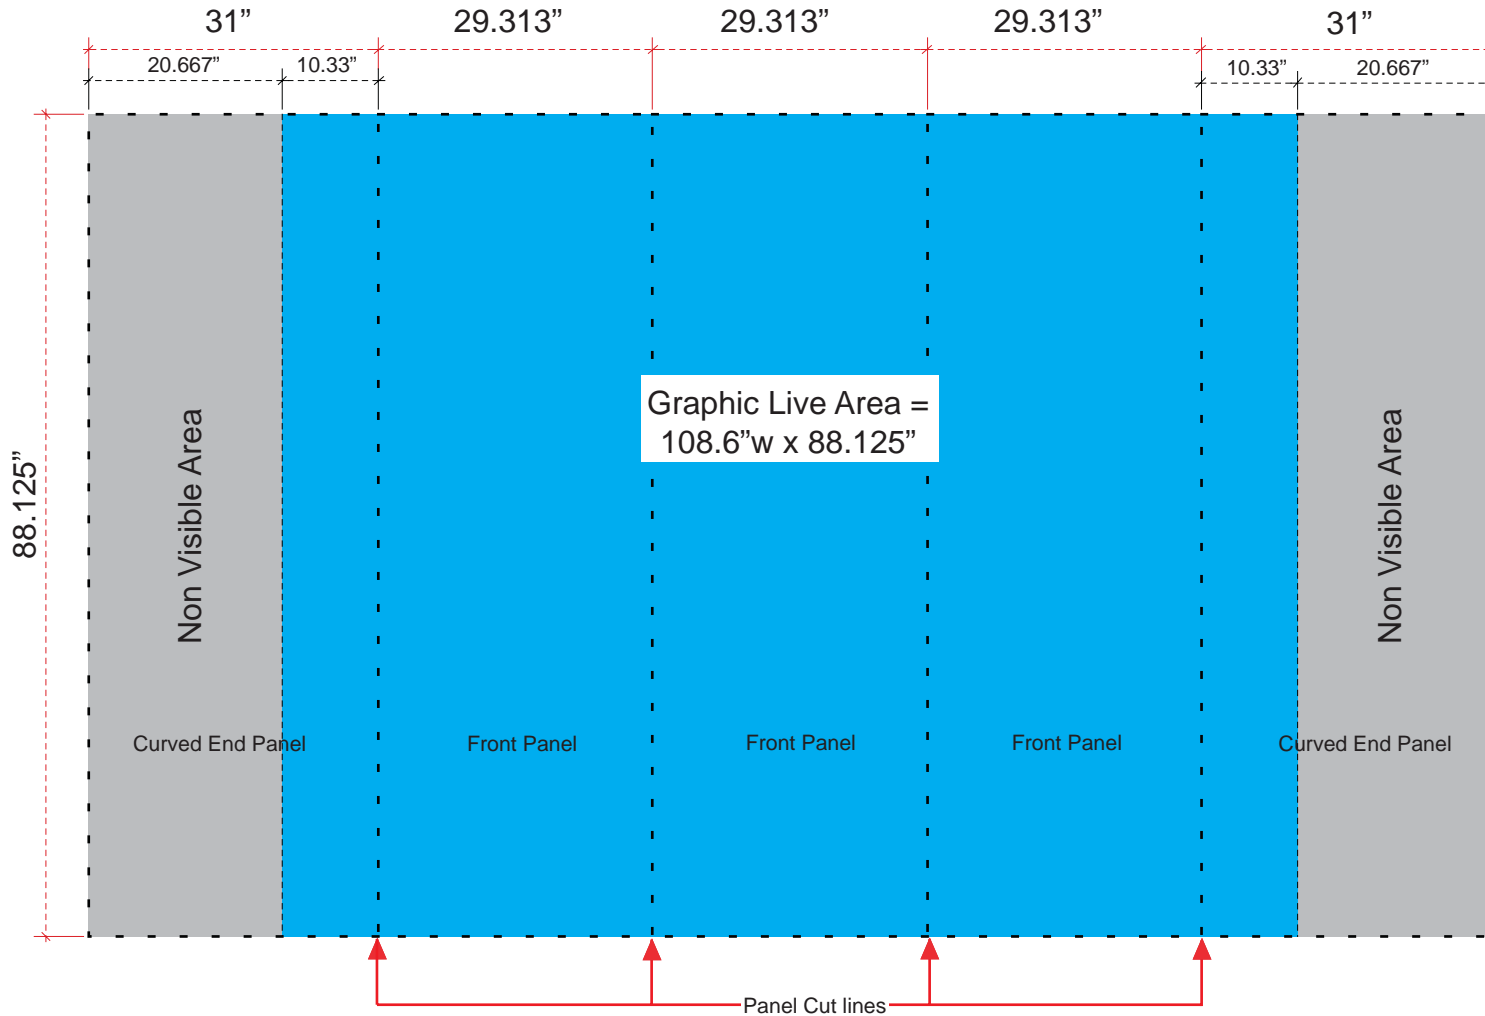 31”
29.313”
29.313”
29.313”
31”
20.667”
10.33”
10.33”
20.667”
88.125”
Graphic Live Area =
108.6”w x 88.125”
Non Visible Area
Non Visible Area
Curved End Panel
Front Panel
Front Panel
Front Panel
Curved End Panel
Panel Cut lines